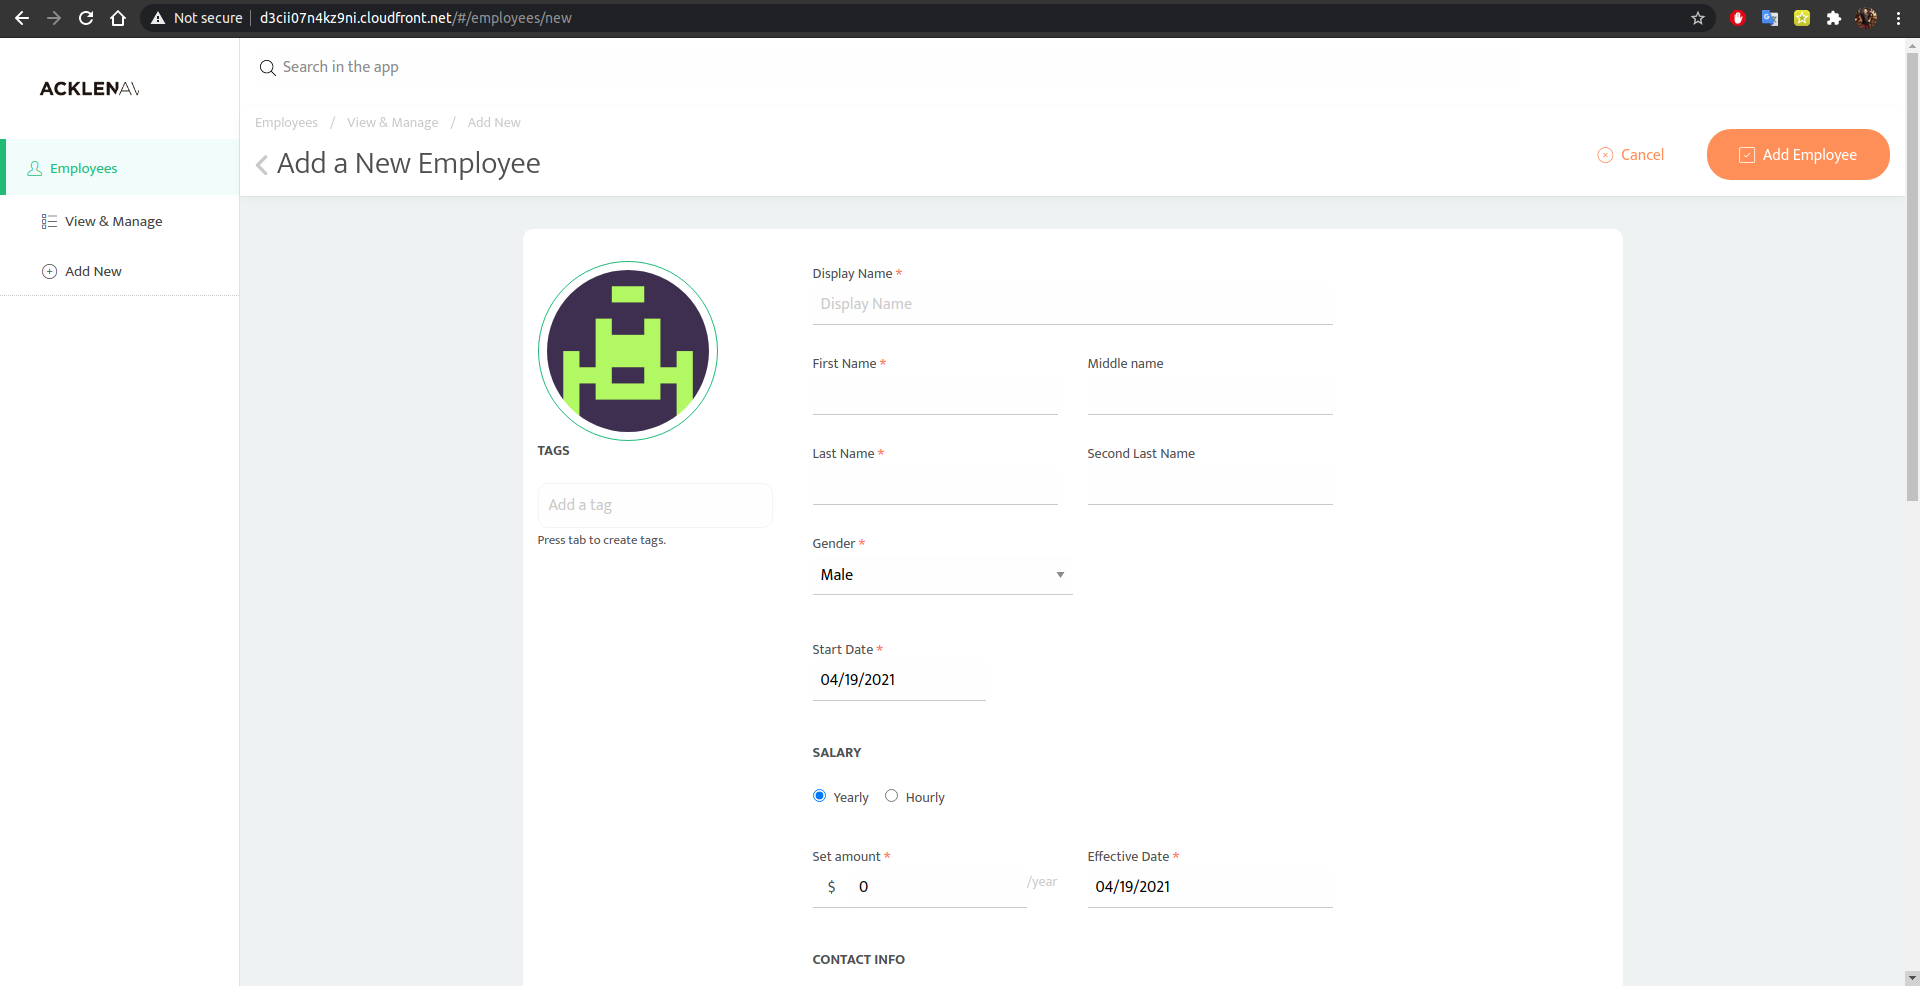 Not secure
d3cii07n4kz9ni.cloudfront.net/#/employees/new
ACKLENAV
Search in the app
Employees / View & Manage / Add New
Add a New Employee
Cancel
Add Employee
Employees
View & Manage
Add New
TAGS
Add a tag
Press tab to create tags.
Display Name *
Display Name
First Name *
Middle name
Last Name *
Second Last Name
Gender *
Male
Start Date *
04/19/2021
SALARY
Yearly
Hourly
Set amount *
$ 0 /year
Effective Date *
04/19/2021
CONTACT INFO